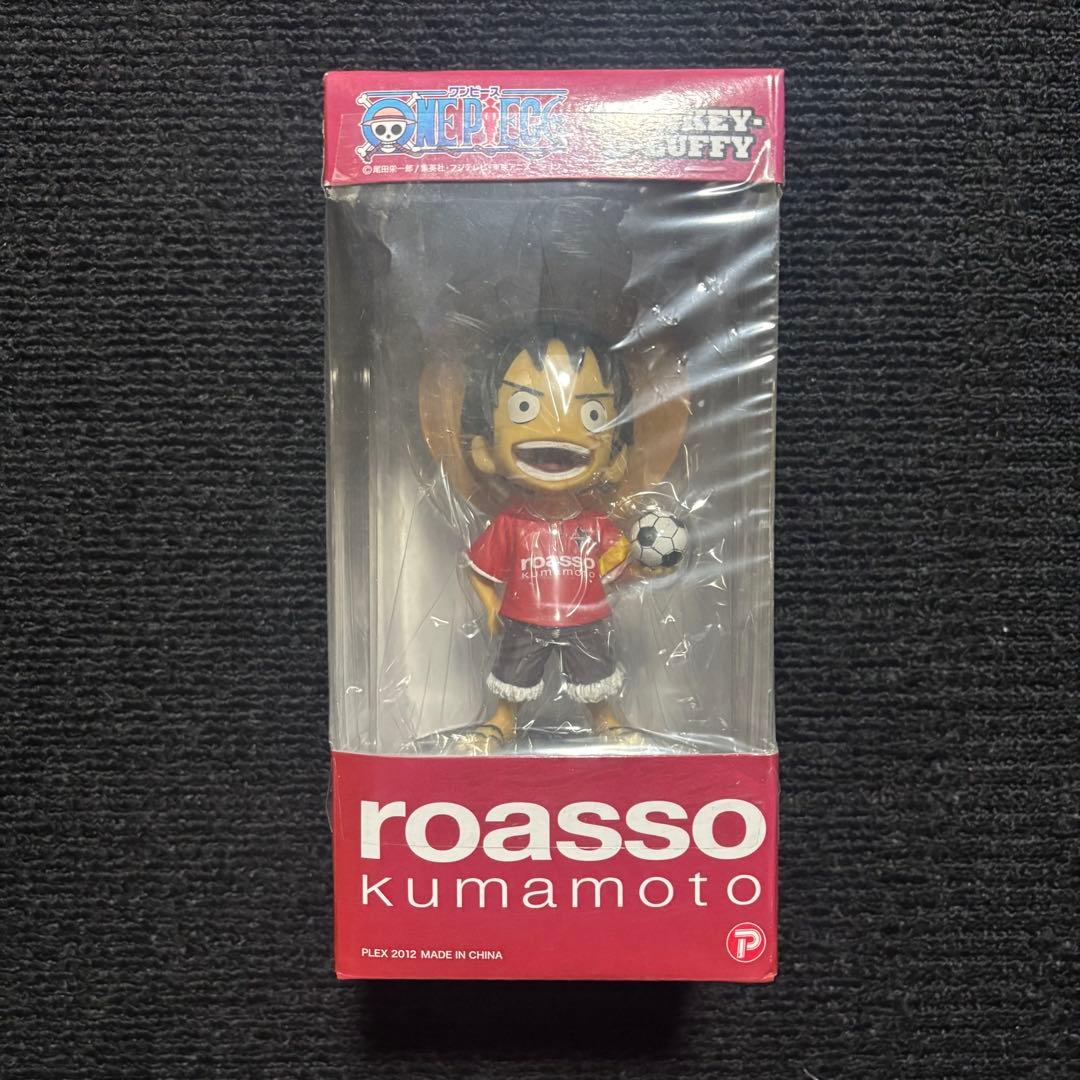 ワンピース
ONE PIECE
©尾田栄一郎/集英社・フジテレビ・東映アニメーション
roasso
kumamoto
roasso
kumamoto
PLEX 2012 MADE IN CHINA
P